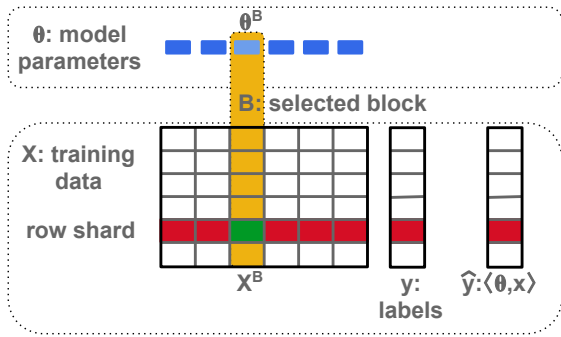 θ^B
θ: model
parameters
B: selected block
X: training
data
row shard
X^B
y:
labels
ŷ:⟨θ,x⟩